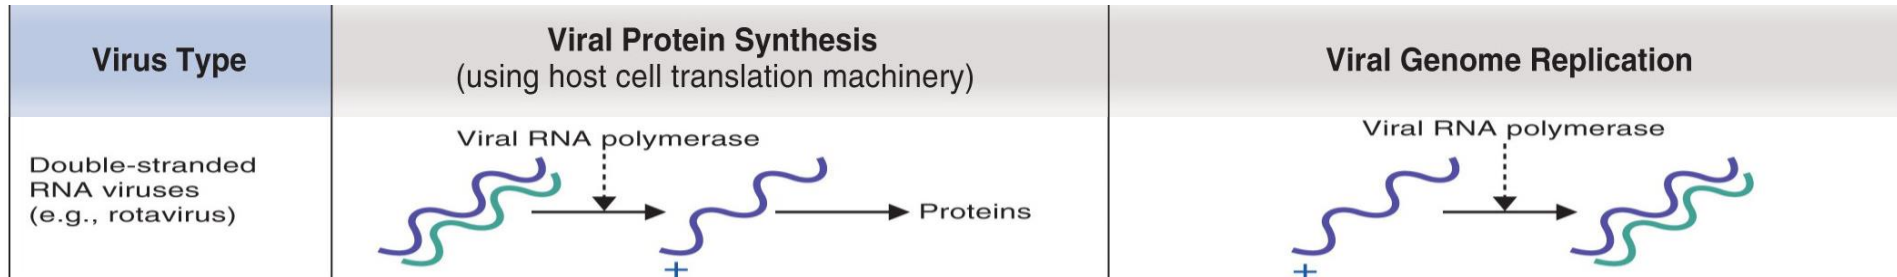 Virus Type
Viral Protein Synthesis
(using host cell translation machinery)
Viral Genome Replication
Double-stranded
RNA viruses
(e.g., rotavirus)
Viral RNA polymerase
+
Proteins
Viral RNA polymerase
+